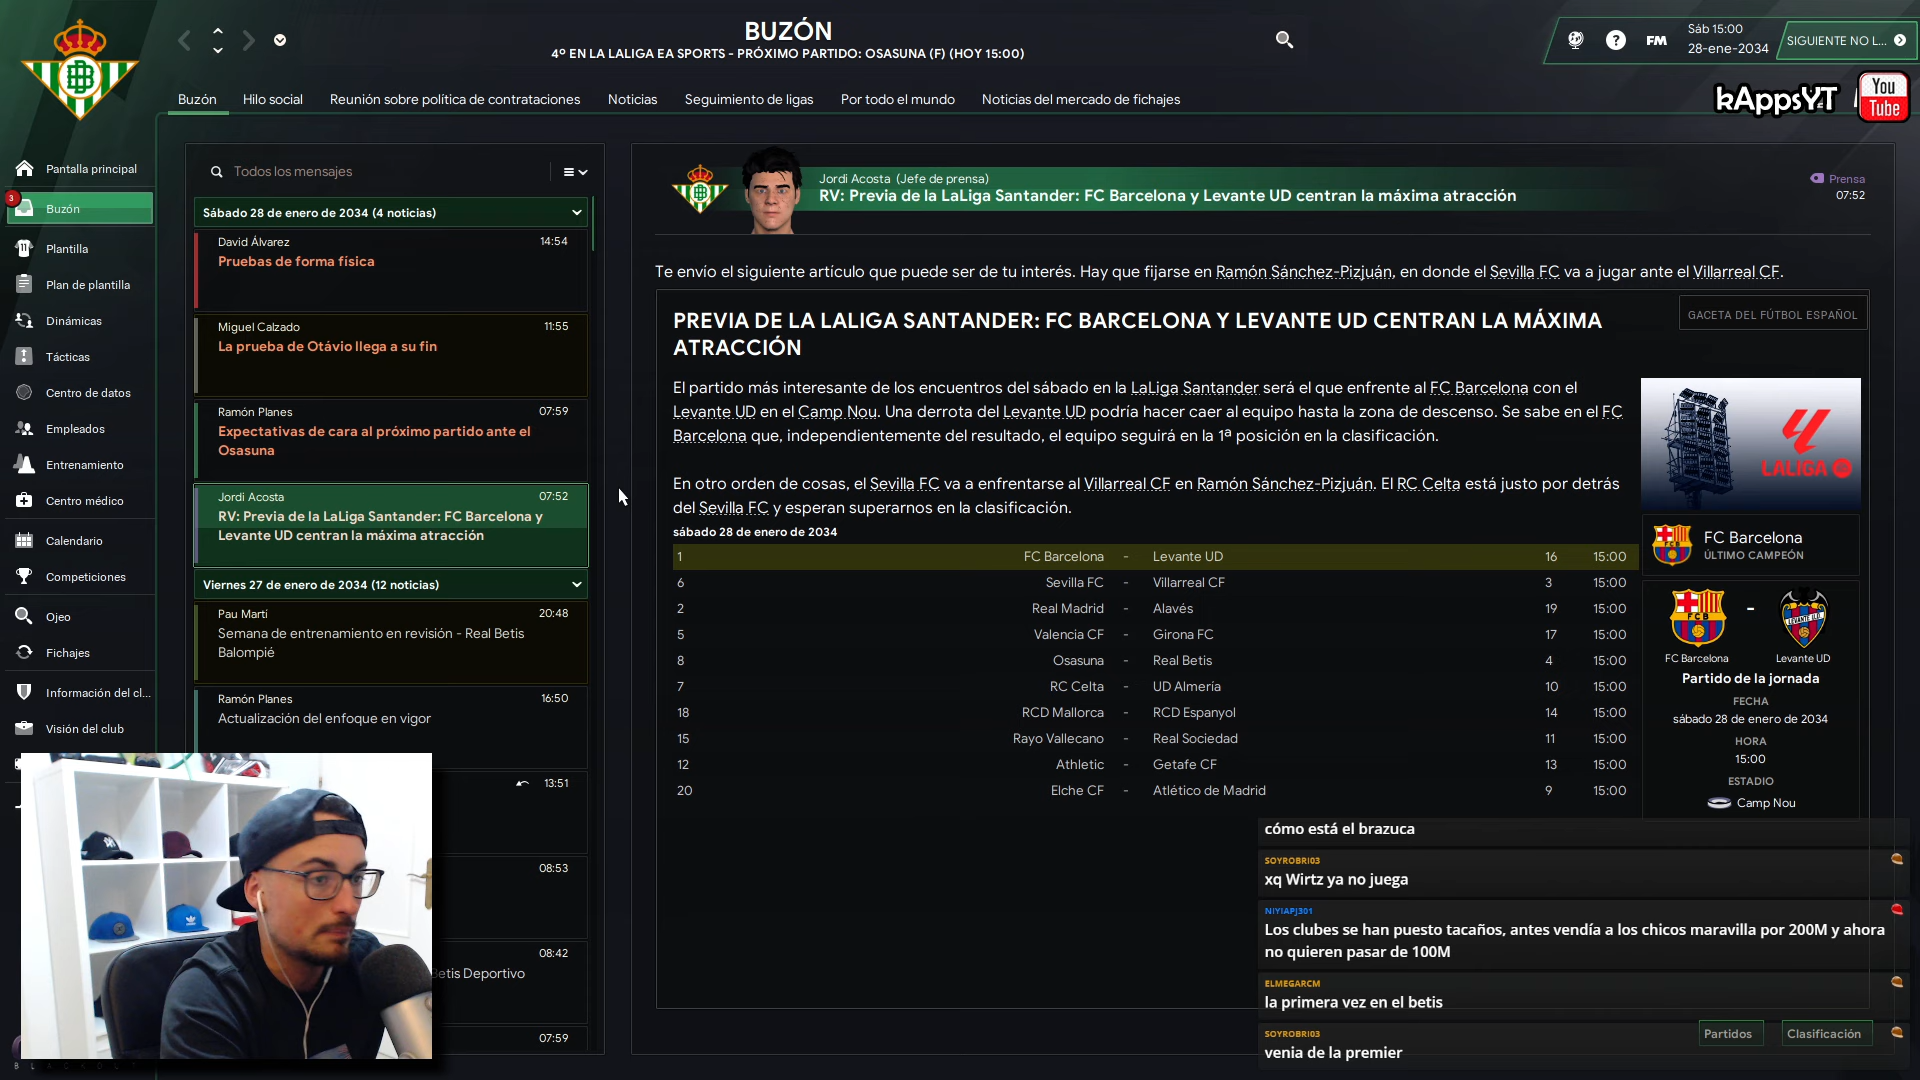 BUZÓN
4º EN LA LALIGA EA SPORTS - PRÓXIMO PARTIDO: OSASUNA (F) (HOY 15:00)
FM
Sáb 15:00
28-ene-2034
SIGUIENTE NO L...
kAppsYT
You
Tube
Buzón
Hilo social
Reunión sobre política de contrataciones
Noticias
Seguimiento de ligas
Por todo el mundo
Noticias del mercado de fichajes
Pantalla principal
3
Buzón
Plantilla
Plan de plantilla
Dinámicas
Tácticas
Centro de datos
Empleados
Entrenamiento
Centro médico
Calendario
Competiciones
Ojeo
Fichajes
Información del cl...
Visión del club
Todos los mensajes
Sábado 28 de enero de 2034 (4 noticias)
David Álvarez 14:54
Pruebas de forma física
Miguel Calzado 11:55
La prueba de Otávio llega a su fin
Ramón Planes 07:59
Expectativas de cara al próximo partido ante el
Osasuna
Jordi Acosta 07:52
RV: Previa de la LaLiga Santander: FC Barcelona y
Levante UD centran la máxima atracción
Viernes 27 de enero de 2034 (12 noticias)
Pau Martí 20:48
Semana de entrenamiento en revisión - Real Betis
Balompié
Ramón Planes 16:50
Actualización del enfoque en vigor
13:51
08:53
08:42
Betis Deportivo
07:59
Jordi Acosta (Jefe de prensa)
RV: Previa de la LaLiga Santander: FC Barcelona y Levante UD centran la máxima atracción
Prensa
07:52
Te envío el siguiente artículo que puede ser de tu interés. Hay que fijarse en Ramón Sánchez-Pizjuán, en donde el Sevilla FC va a jugar ante el Villarreal CF.
PREVIA DE LA LALIGA SANTANDER: FC BARCELONA Y LEVANTE UD CENTRAN LA MÁXIMA
ATRACCIÓN
GACETA DEL FÚTBOL ESPAÑOL
El partido más interesante de los encuentros del sábado en la LaLiga Santander será el que enfrente al FC Barcelona con el
Levante UD en el Camp Nou. Una derrota del Levante UD podría hacer caer al equipo hasta la zona de descenso. Se sabe en el FC
Barcelona que, independientemente del resultado, el equipo seguirá en la 1ª posición en la clasificación.
En otro orden de cosas, el Sevilla FC va a enfrentarse al Villarreal CF en Ramón Sánchez-Pizjuán. El RC Celta está justo por detrás
del Sevilla FC y esperan superarnos en la clasificación.
sábado 28 de enero de 2034
1 FC Barcelona - Levante UD 16 15:00
6 Sevilla FC - Villarreal CF 3 15:00
2 Real Madrid - Alavés 19 15:00
5 Valencia CF - Girona FC 17 15:00
8 Osasuna - Real Betis 4 15:00
7 RC Celta - UD Almería 10 15:00
18 RCD Mallorca - RCD Espanyol 14 15:00
15 Rayo Vallecano - Real Sociedad 11 15:00
12 Athletic - Getafe CF 13 15:00
20 Elche CF - Atlético de Madrid 9 15:00
LALIGA
FC Barcelona
ÚLTIMO CAMPEÓN
-
FC Barcelona
Levante UD
Partido de la jornada
FECHA
sábado 28 de enero de 2034
HORA
15:00
ESTADIO
Camp Nou
cómo está el brazuca
SOYROBRI03
xq Wirtz ya no juega
NIYIAPJ301
Los clubes se han puesto tacaños, antes vendía a los chicos maravilla por 200M y ahora
no quieren pasar de 100M
ELMEGARCM
la primera vez en el betis
SOYROBRI03
venia de la premier
Partidos
Clasificación